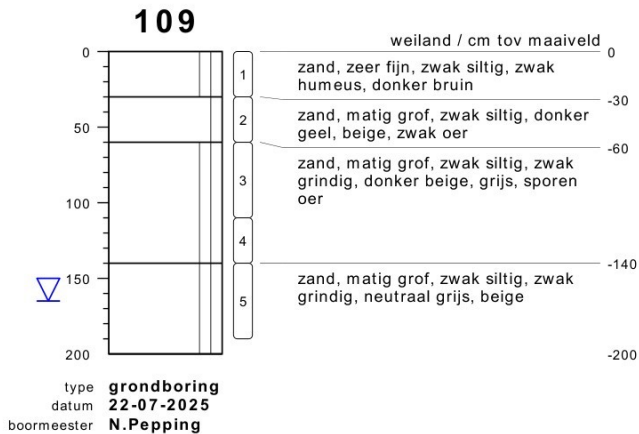 109
weiland / cm tov maaiveld
0
0
1
zand, zeer fijn, zwak siltig, zwak
humeus, donker bruin
-30
2
zand, matig grof, zwak siltig, donker
geel, beige, zwak oer
50
-60
3
zand, matig grof, zwak siltig, zwak
grindig, donker beige, grijs, sporen
oer
100
4
-140
150
5
zand, matig grof, zwak siltig, zwak
grindig, neutraal grijs, beige
200
-200
type grondboring
datum 22-07-2025
boormeester N.Pepping